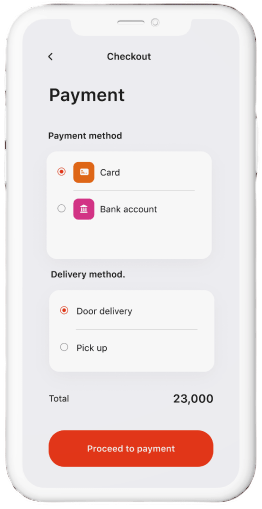 Checkout
Payment
Payment method
Card
Bank account
Delivery method.
Door delivery
Pick up
Total 23,000
Proceed to payment